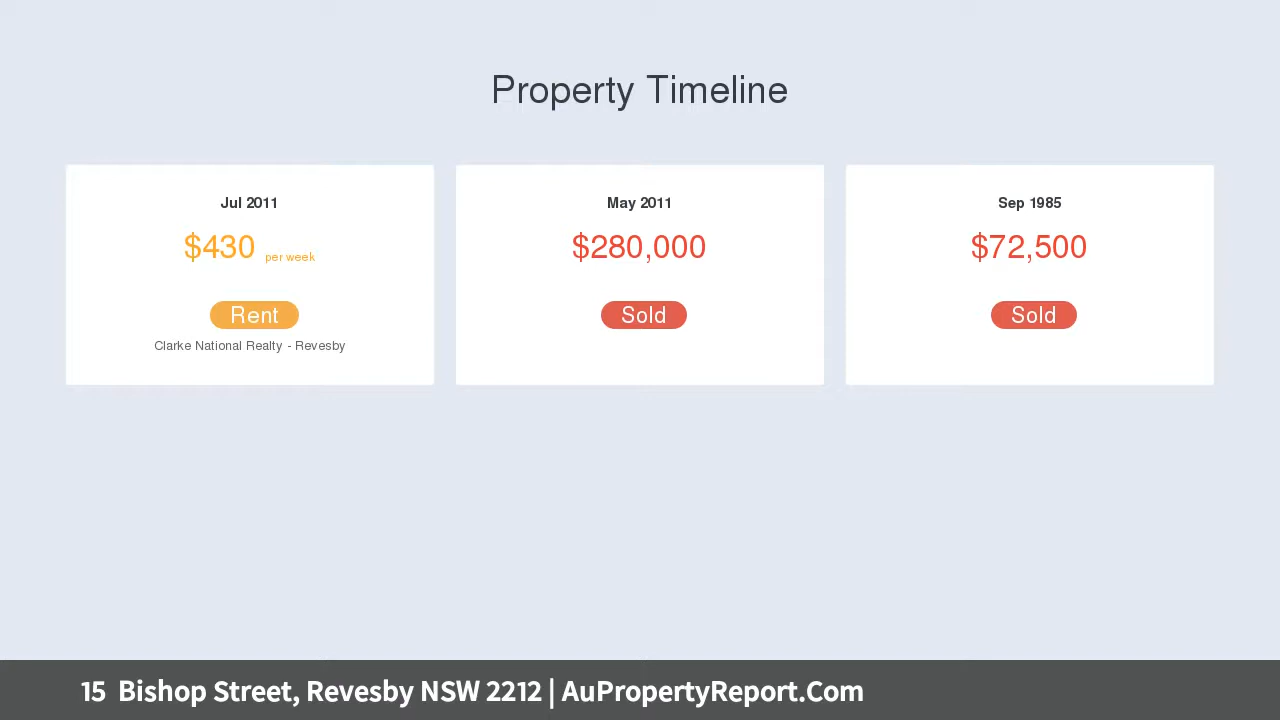 Property Timeline
Jul 2011
$430 per week
Rent
Clarke National Realty - Revesby
May 2011
$280,000
Sold
Sep 1985
$72,500
Sold
15 Bishop Street, Revesby NSW 2212 | AuPropertyReport.Com